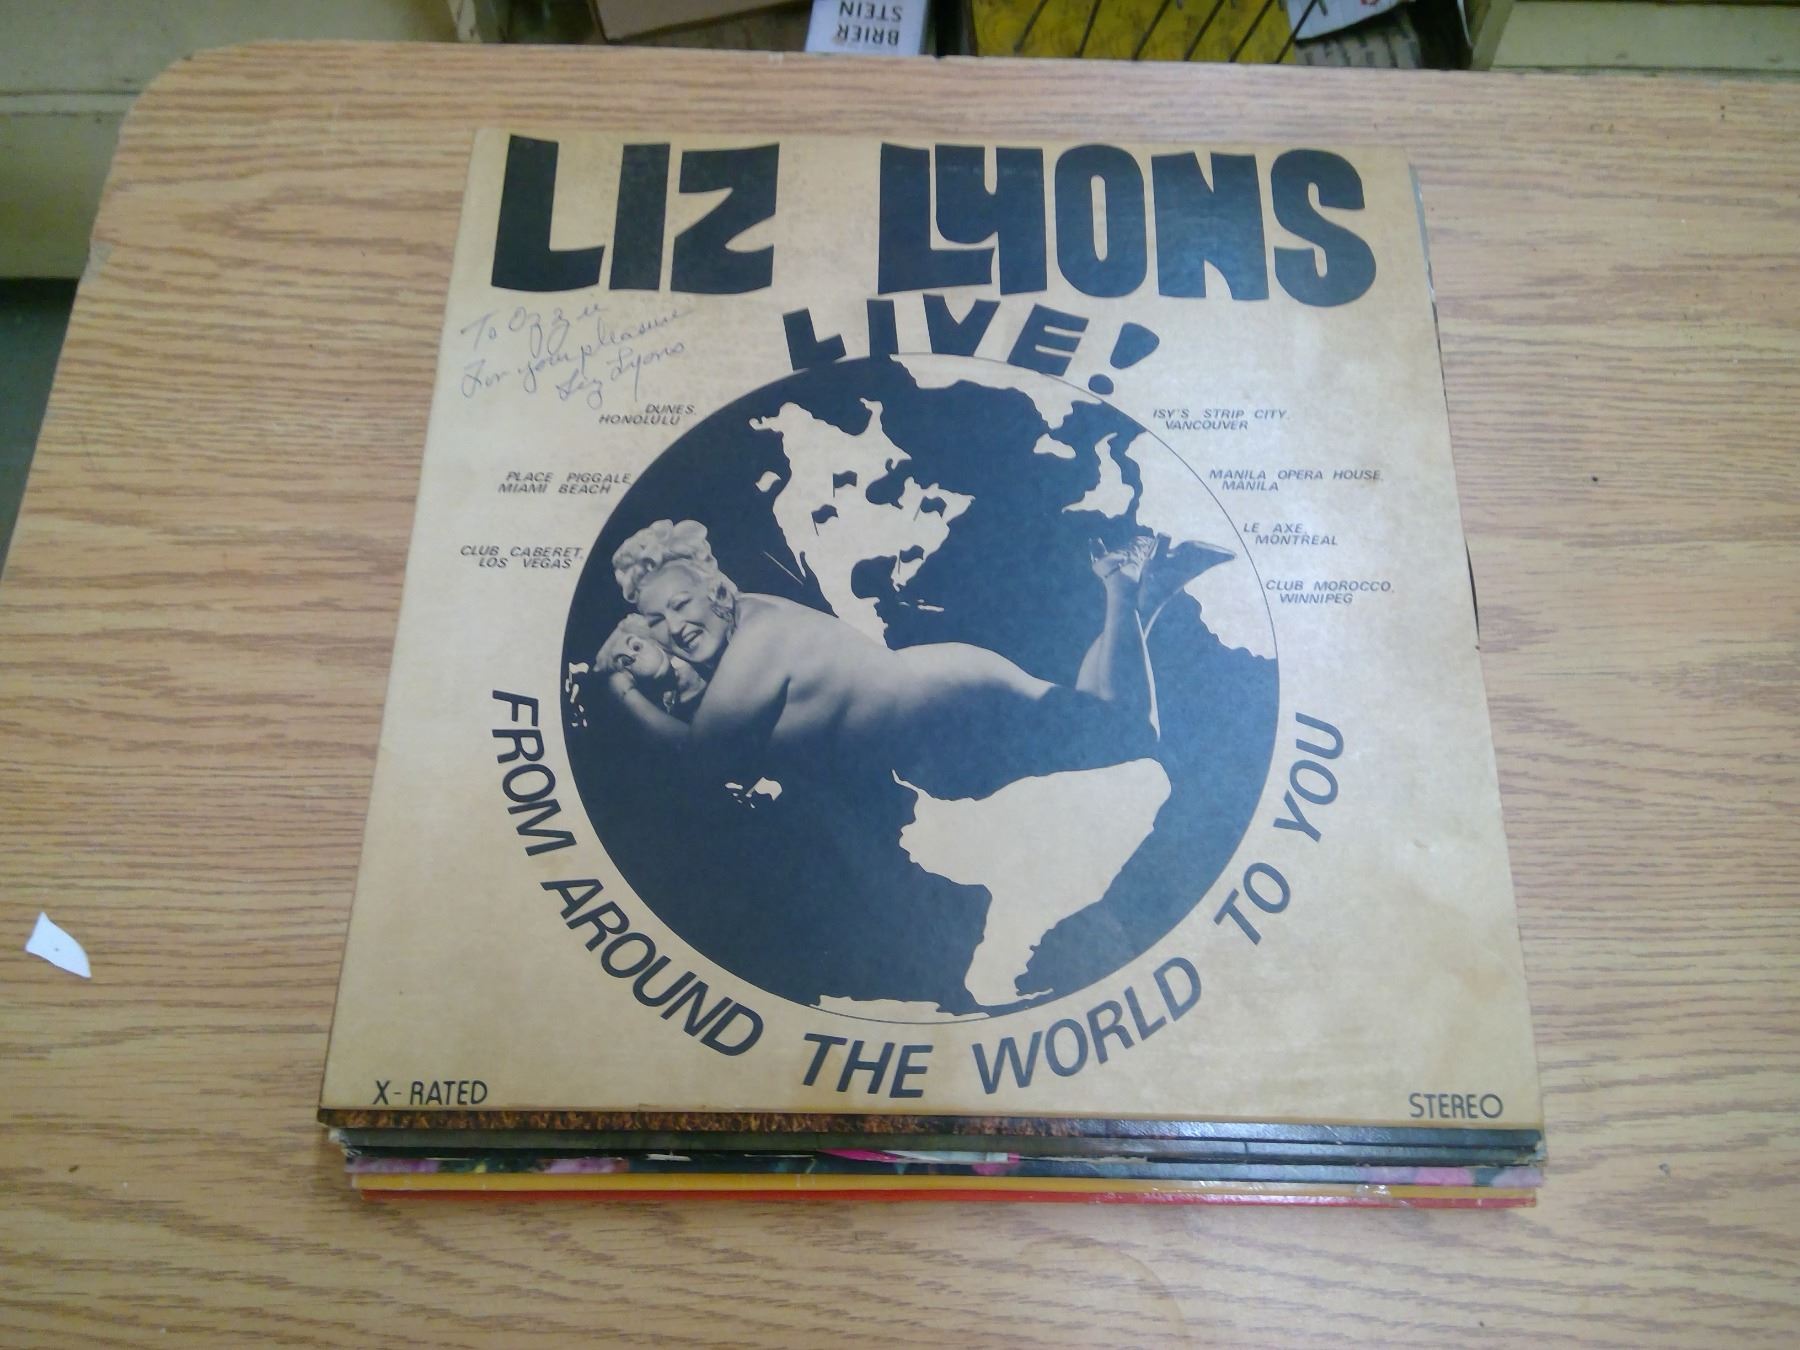 BRIER
STEIN
LIZ LYONS
LIVE!
To Ozzie
For your pleasure
Liz Lyons
DUNES,
HONOLULU
PLACE PIGGALE,
MIAMI BEACH
CLUB CABERET,
LOS VEGAS
ISY'S STRIP CITY,
VANCOUVER
MANILA OPERA HOUSE,
MANILA
LE AXE,
MONTREAL
CLUB MOROCCO,
WINNIPEG
FROM AROUND THE WORLD TO YOU
X-RATED
STEREO